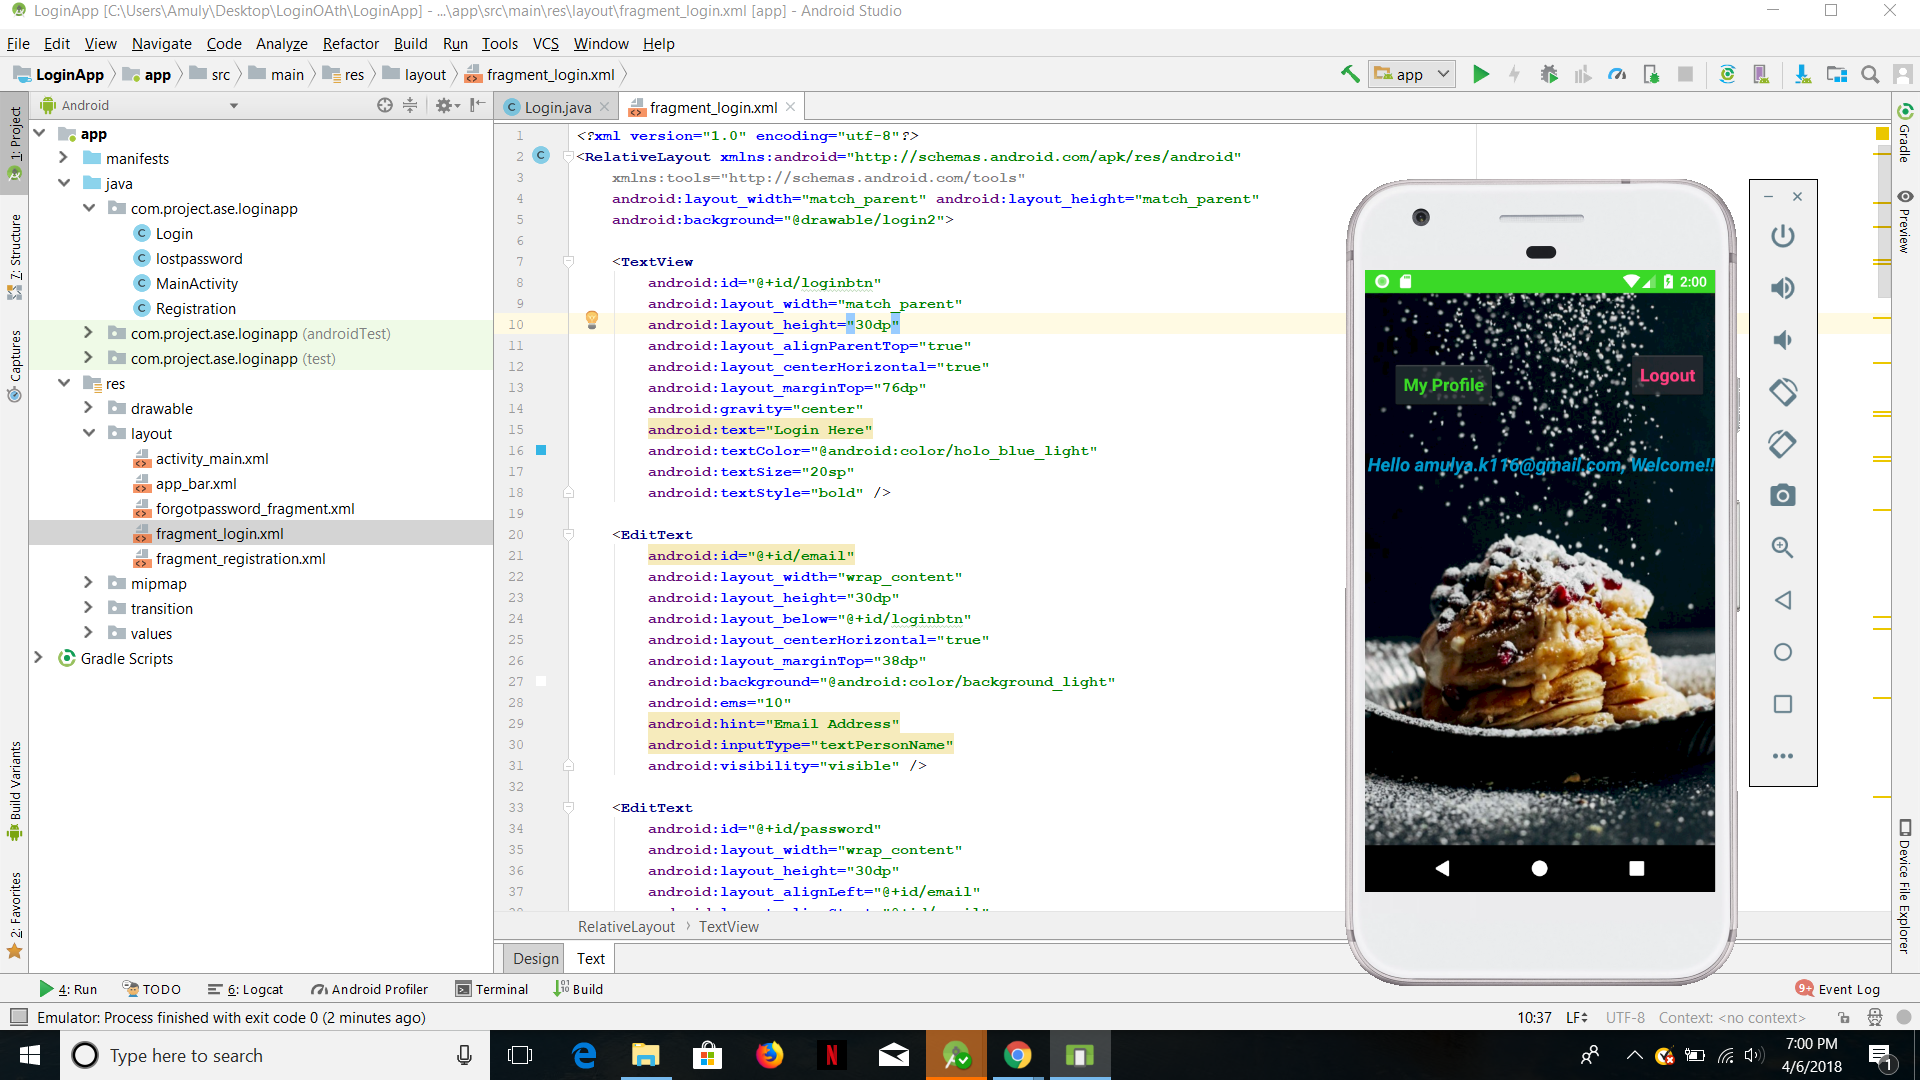 LoginApp [C:\Users\Amuly\Desktop\LoginOAth\LoginApp] - ...\app\src\main\res\layout\fragment_login.xml [app] - Android Studio
File Edit View Navigate Code Analyze Refactor Build Run Tools VCS Window Help
LoginApp app src main res layout fragment_login.xml app
Android
Login.java fragment_login.xml
1: Project
7: Structure
Captures
Build Variants
2: Favorites
app
manifests
java
com.project.ase.loginapp
Login
lostpassword
MainActivity
Registration
com.project.ase.loginapp (androidTest)
com.project.ase.loginapp (test)
res
drawable
layout
activity_main.xml
app_bar.xml
forgotpassword_fragment.xml
fragment_login.xml
fragment_registration.xml
mipmap
transition
values
Gradle Scripts
1 <?xml version="1.0" encoding="utf-8"?>
2 <RelativeLayout xmlns:android="http://schemas.android.com/apk/res/android"
3 xmlns:tools="http://schemas.android.com/tools"
4 android:layout_width="match_parent" android:layout_height="match_parent"
5 android:background="@drawable/login2">
6
7 <TextView
8 android:id="@+id/loginbtn"
9 android:layout_width="match_parent"
10 android:layout_height="30dp"
11 android:layout_alignParentTop="true"
12 android:layout_centerHorizontal="true"
13 android:layout_marginTop="76dp"
14 android:gravity="center"
15 android:text="Login Here"
16 android:textColor="@android:color/holo_blue_light"
17 android:textSize="20sp"
18 android:textStyle="bold" />
19
20 <EditText
21 android:id="@+id/email"
22 android:layout_width="wrap_content"
23 android:layout_height="30dp"
24 android:layout_below="@+id/loginbtn"
25 android:layout_centerHorizontal="true"
26 android:layout_marginTop="38dp"
27 android:background="@android:color/background_light"
28 android:ems="10"
29 android:hint="Email Address"
30 android:inputType="textPersonName"
31 android:visibility="visible" />
32
33 <EditText
34 android:id="@+id/password"
35 android:layout_width="wrap_content"
36 android:layout_height="30dp"
37 android:layout_alignLeft="@+id/email"
RelativeLayout › TextView
Design Text
2:00
My Profile
Logout
Hello amulya.k116@gmail.com, Welcome!!
Gradle
Preview
Device File Explorer
4: Run TODO 6: Logcat Android Profiler Terminal Build 9+ Event Log
Emulator: Process finished with exit code 0 (2 minutes ago) 10:37 LF UTF-8 Context: <no context>
Type here to search
7:00 PM
4/6/2018
1